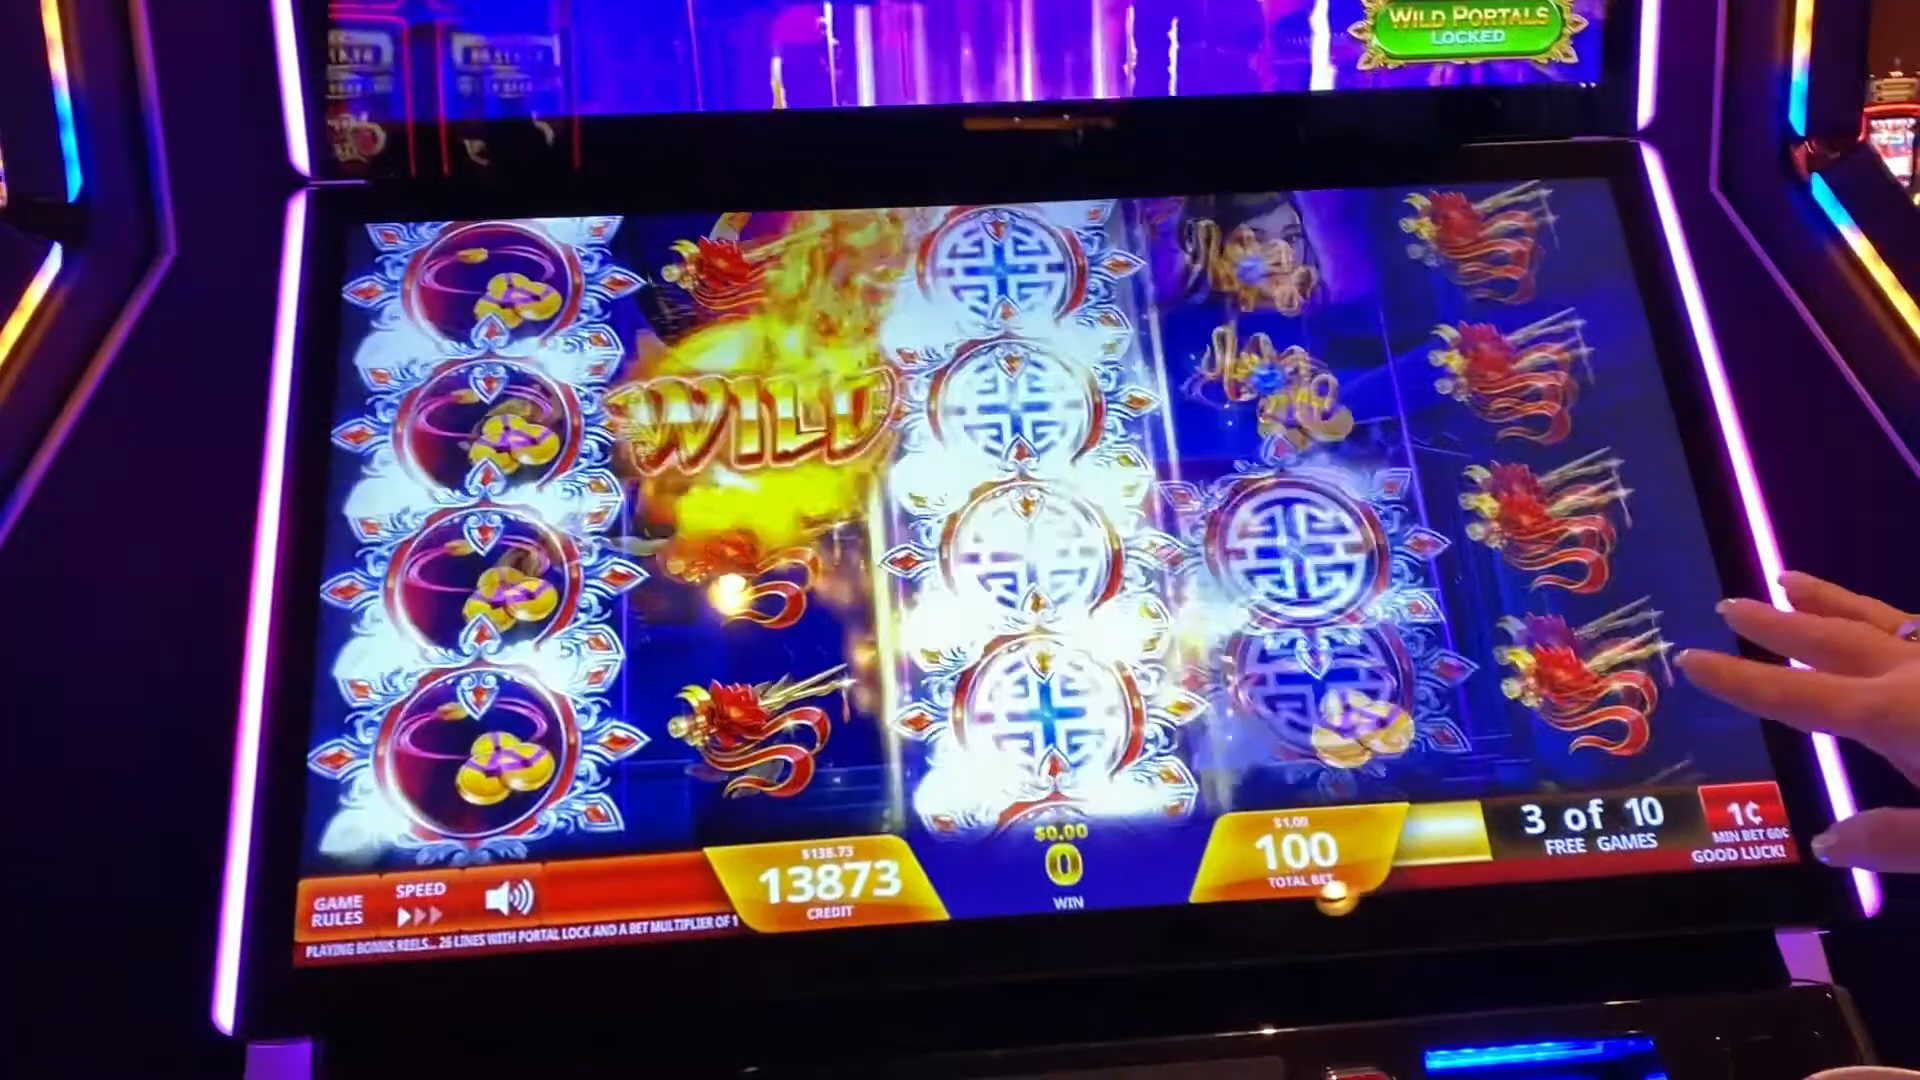 WILD PORTALS
LOCKED
WILD
GAME
RULES
SPEED
$138.73
13873
CREDIT
$0.00
0
WIN
$1.00
100
TOTAL BET
3 of 10
FREE GAMES
1¢
MIN BET 60¢
GOOD LUCK!
PLAYING BONUS REELS... 26 LINES WITH PORTAL LOCK AND A BET MULTIPLIER OF 1